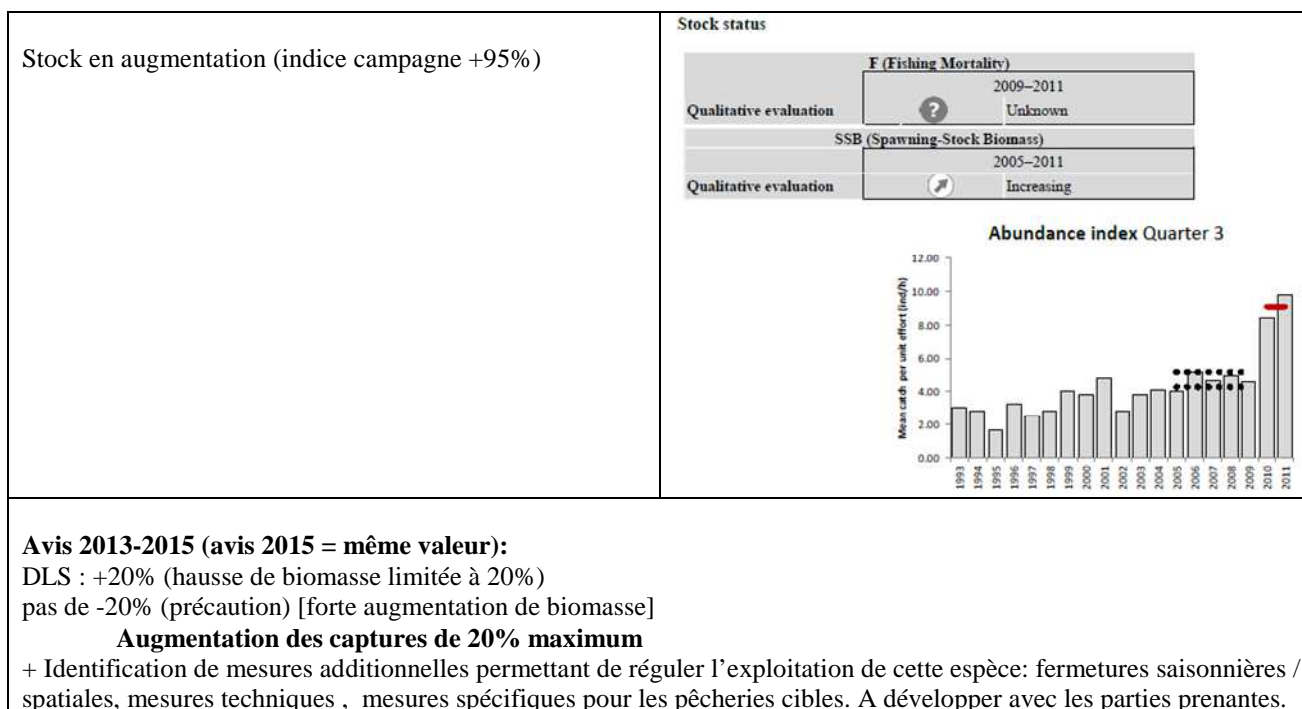 Stock en augmentation (indice campagne +95%)
Stock status
F (Fishing Mortality)
2009–2011
Qualitative evaluation ? Unknown
SSB (Spawning-Stock Biomass)
2005–2011
Qualitative evaluation Increasing
Abundance index Quarter 3
Mean catch per unit effort (ind/h)
12.00
10.00
8.00
6.00
4.00
2.00
0.00
1993 1994 1995 1996 1997 1998 1999 2000 2001 2002 2003 2004 2005 2006 2007 2008 2009 2010 2011
Avis 2013-2015 (avis 2015 = même valeur):
DLS : +20% (hausse de biomasse limitée à 20%)
pas de -20% (précaution) [forte augmentation de biomasse]
Augmentation des captures de 20% maximum
+ Identification de mesures additionnelles permettant de réguler l’exploitation de cette espèce: fermetures saisonnières /
spatiales, mesures techniques , mesures spécifiques pour les pêcheries cibles. A développer avec les parties prenantes.